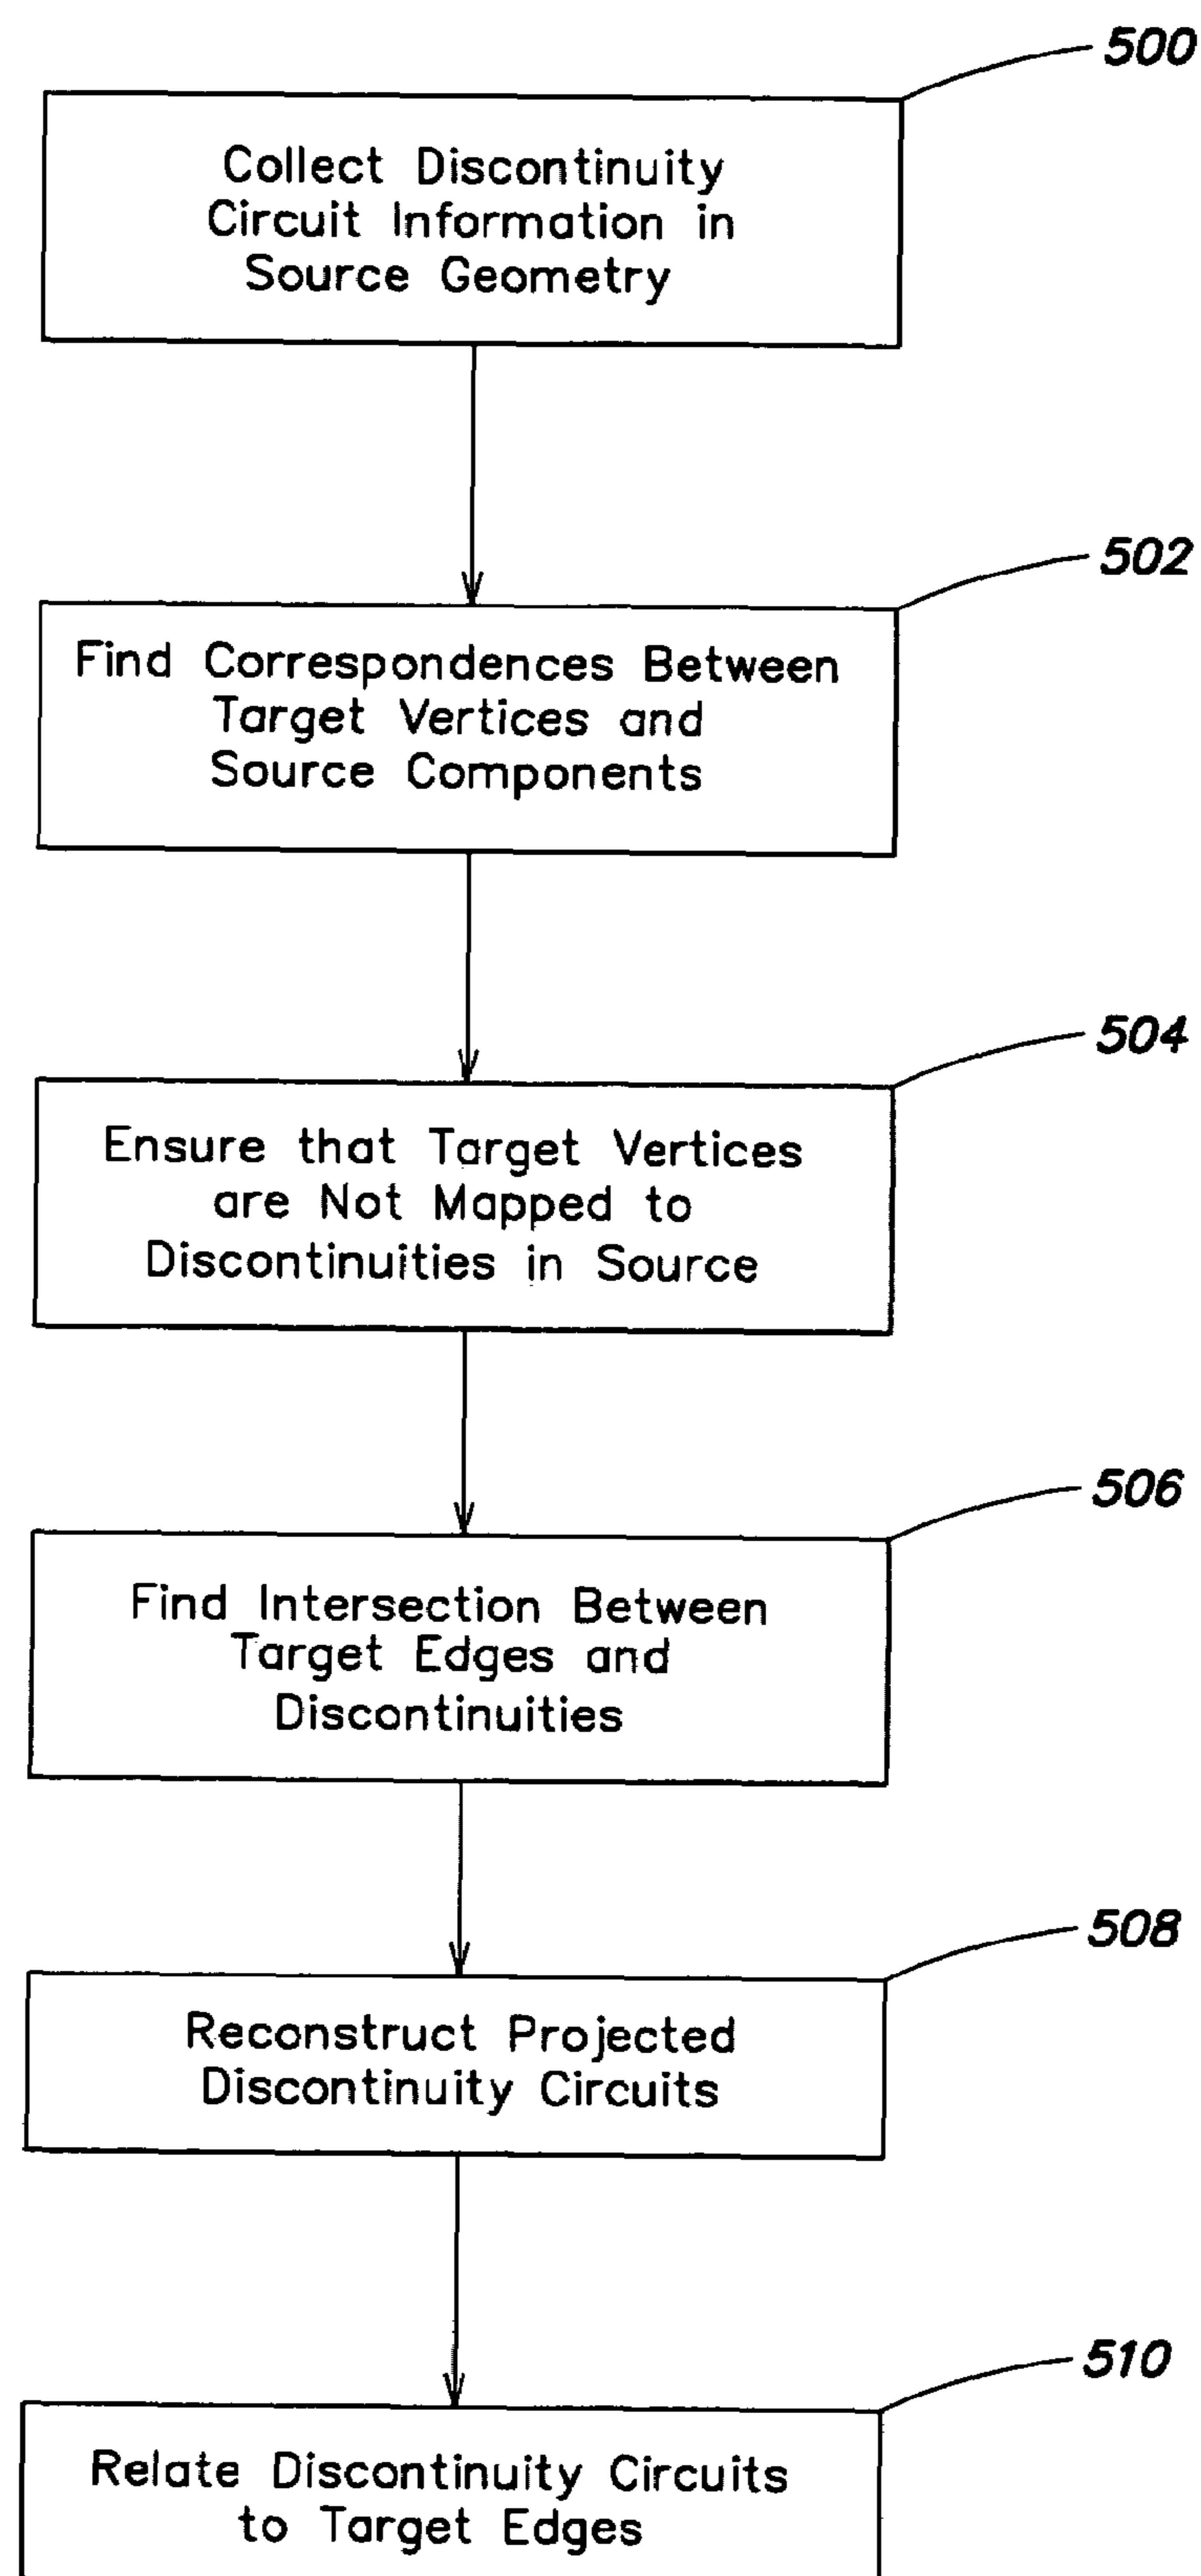 500
Collect Discontinuity
Circuit Information in
Source Geometry
502
Find Correspondences Between
Target Vertices and
Source Components
504
Ensure that Target Vertices
are Not Mapped to
Discontinuities in Source
506
Find Intersection Between
Target Edges and
Discontinuities
508
Reconstruct Projected
Discontinuity Circuits
510
Relate Discontinuity Circuits
to Target Edges